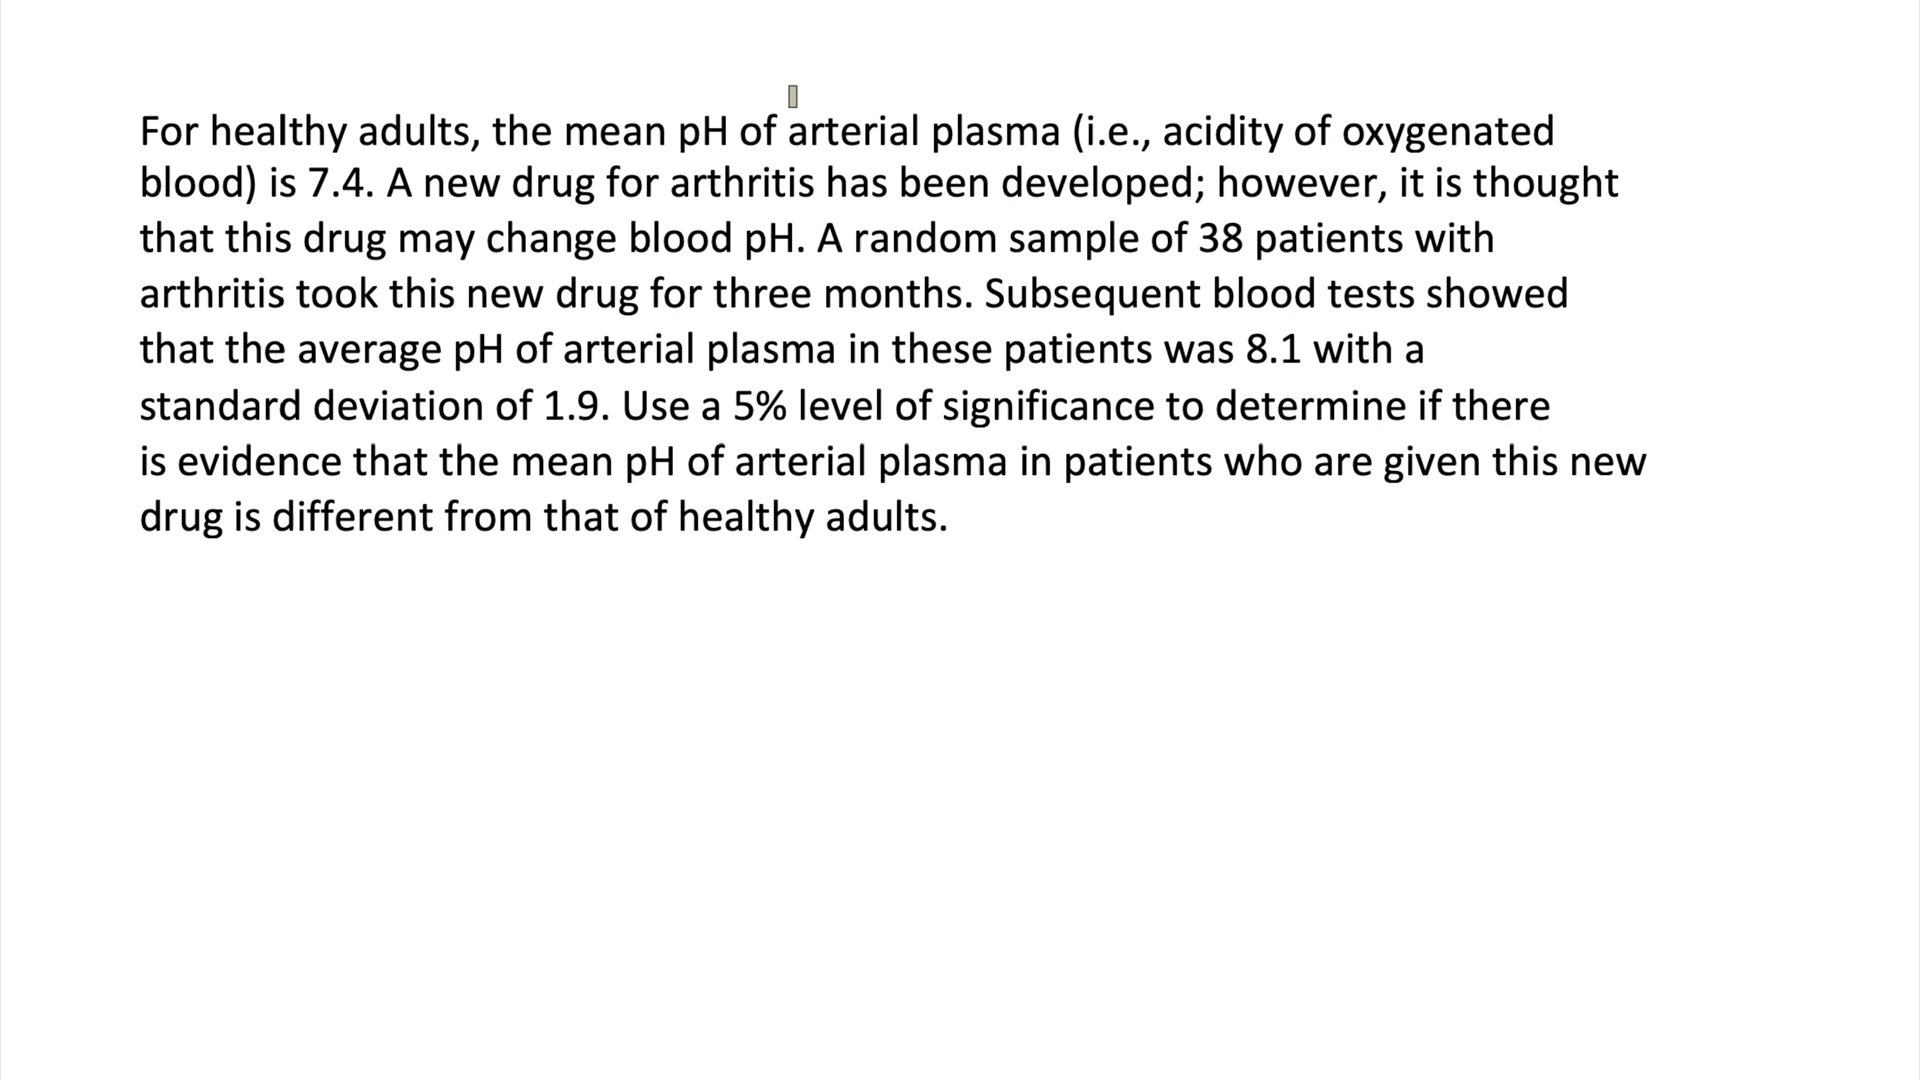 For healthy adults, the mean pH of arterial plasma (i.e., acidity of oxygenated
blood) is 7.4. A new drug for arthritis has been developed; however, it is thought
that this drug may change blood pH. A random sample of 38 patients with
arthritis took this new drug for three months. Subsequent blood tests showed
that the average pH of arterial plasma in these patients was 8.1 with a
standard deviation of 1.9. Use a 5% level of significance to determine if there
is evidence that the mean pH of arterial plasma in patients who are given this new
drug is different from that of healthy adults.